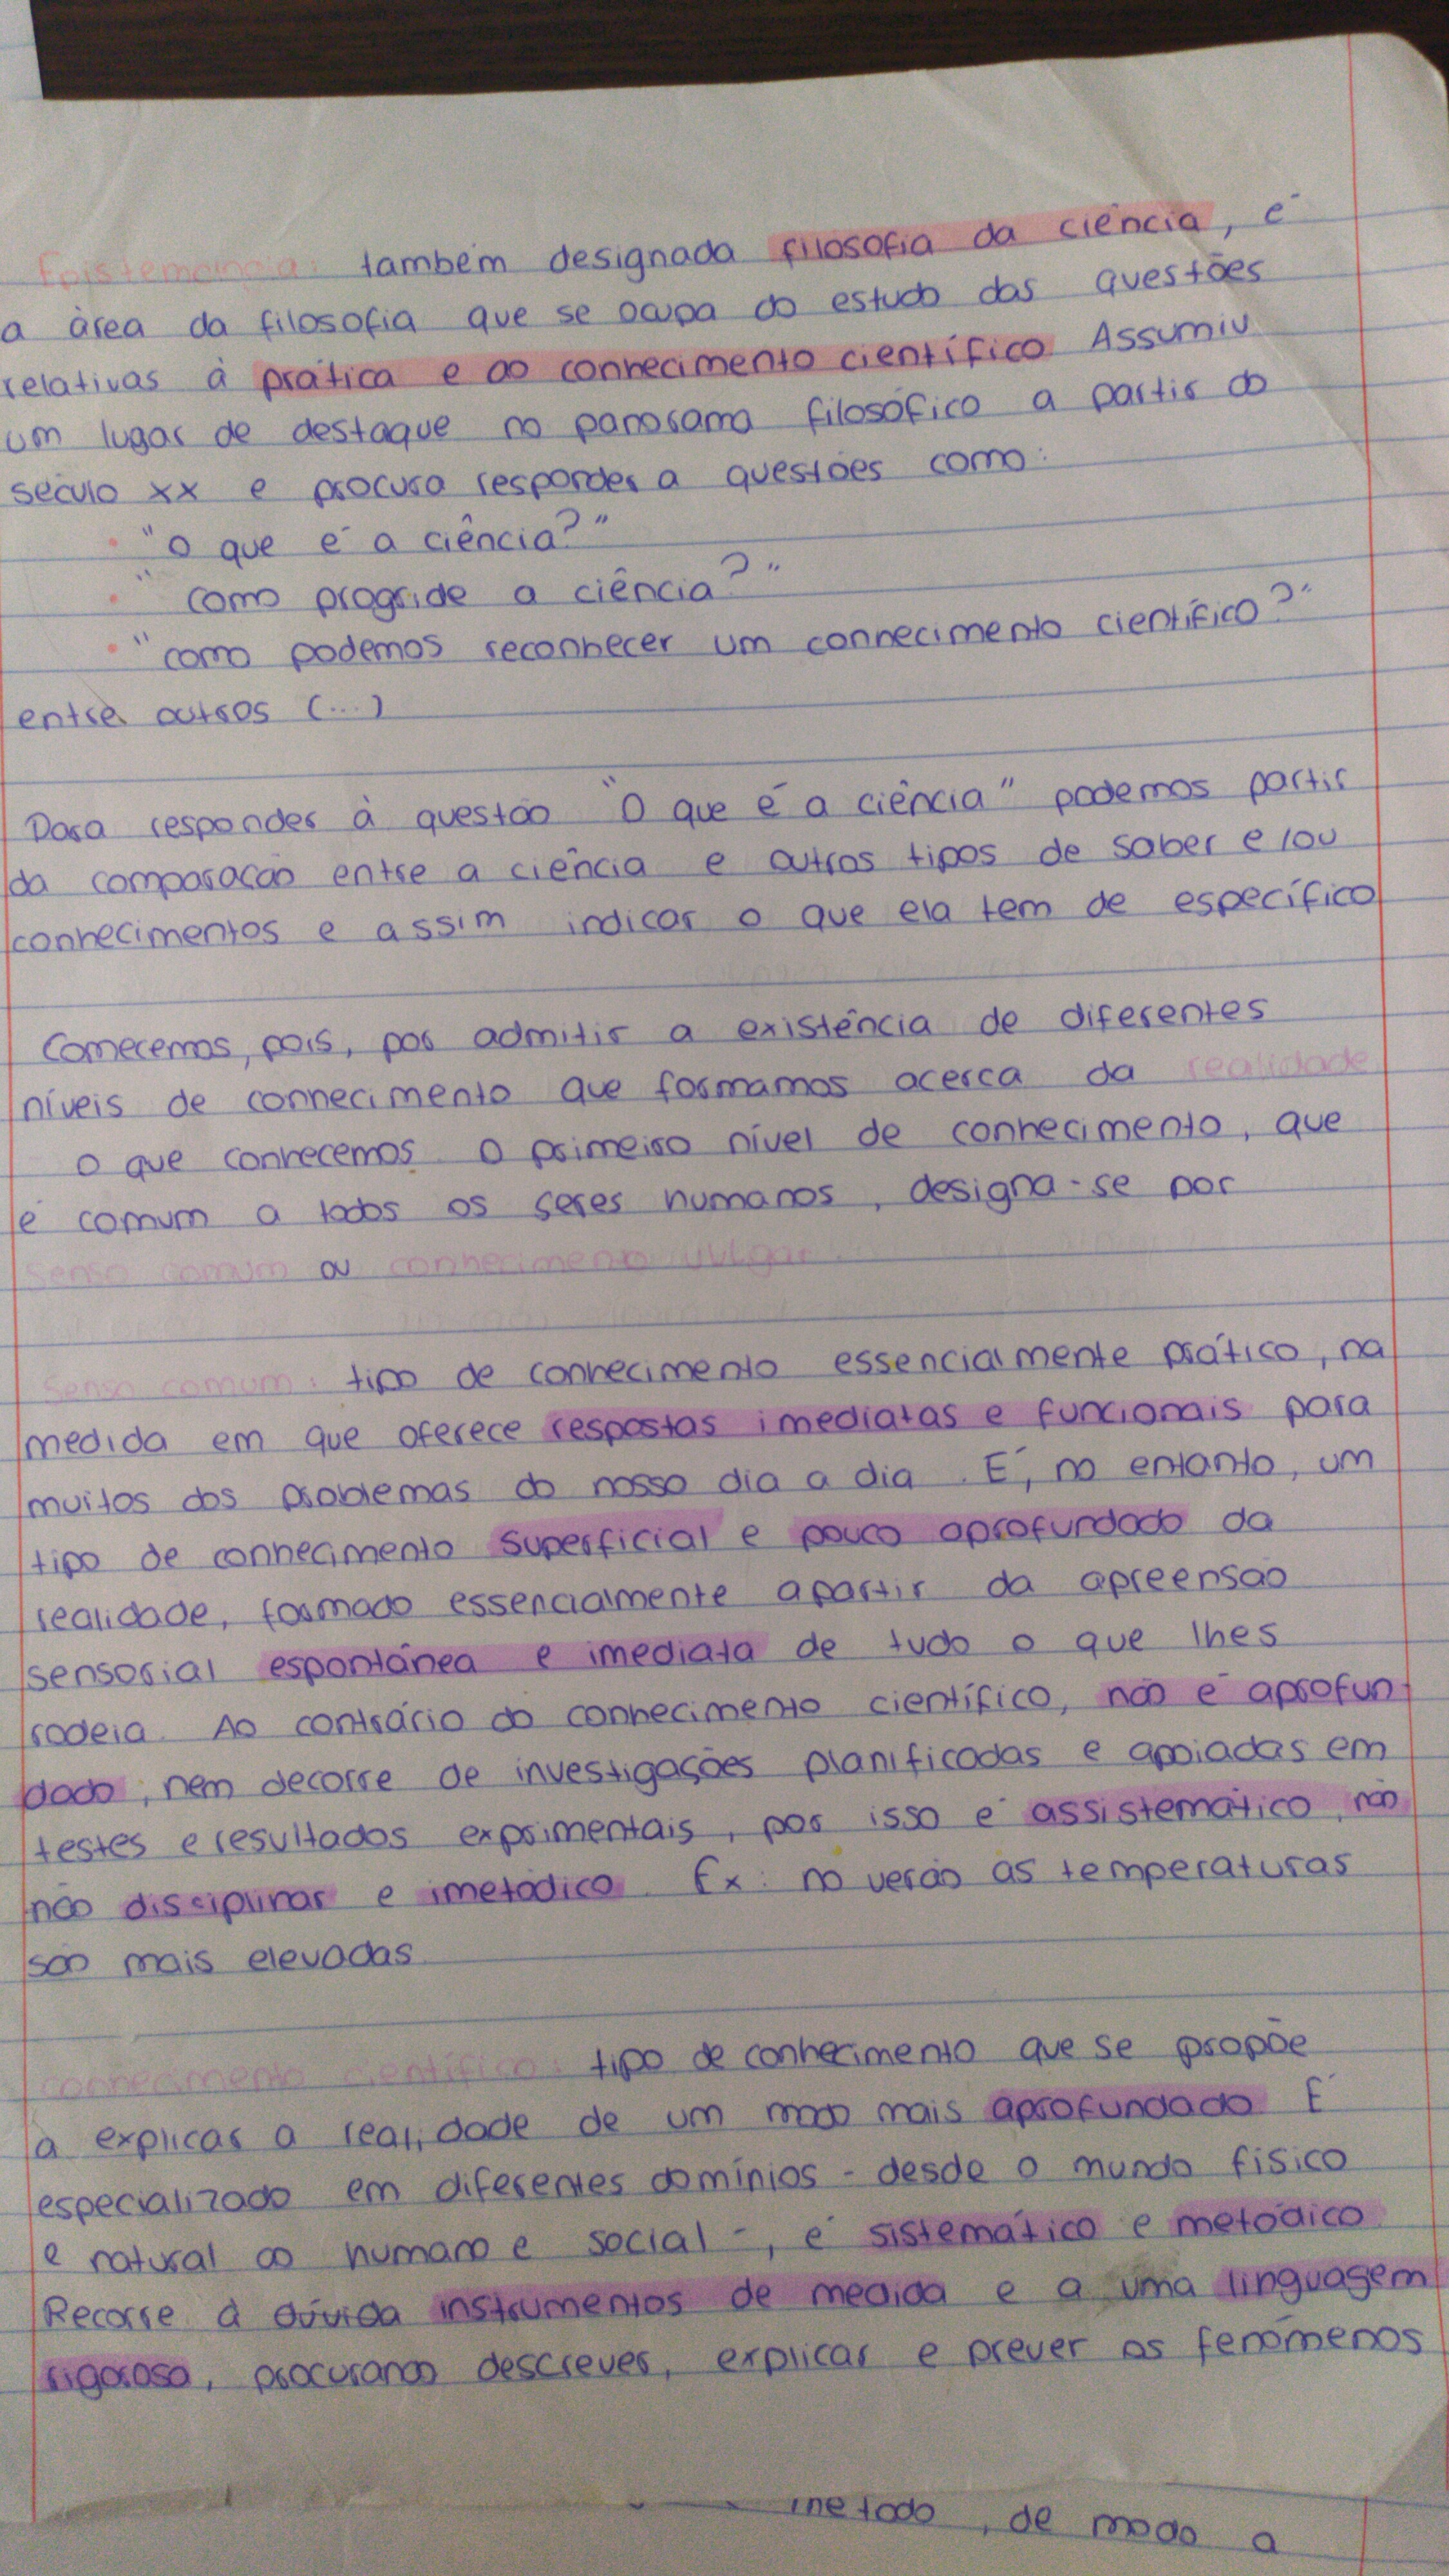 Epistemologia: também designada filosofia da ciência, é
a àrea da filosofia que se ocupa do estudo das questões
relativas à prática e ao conhecimento científico. Assumiu
um lugar de destaque no panorama filosófico a partir do
século XX e procura responder a questões como:
"O que é a ciência?"
"como progride a ciência?"
"como podemos reconhecer um conhecimento científico?"
entre outros (...)
Para responder à questão "O que é a ciência" podemos partir
da comparação entre a ciência e outros tipos de saber e/ou
conhecimentos e assim indicar o que ela tem de específico
Comecemos, pois, por admitir a existência de diferentes
níveis de conhecimento que formamos acerca da realidade
o que conhecemos. O primeiro nível de conhecimento, que
é comum a todos os seres humanos, designa-se por
senso comum ou conhecimento vulgar.
Senso comum: tipo de conhecimento essencialmente prático, na
medida em que oferece respostas imediatas e funcionais para
muitos dos problemas do nosso dia a dia. É, no entanto, um
tipo de conhecimento superficial e pouco aprofundado da
realidade, formado essencialmente apartir da apreensão
sensorial espontânea e imediata de tudo o que lhes
rodeia. Ao contrário do conhecimento científico, não é aprofun-
dado, nem decorre de investigações planificadas e apoiadas em
testes e resultados exprimentais, por isso é assistemático, não
não disciplinar e imetódico. Ex: no verão as temperaturas
são mais elevadas.
conhecimento científico: tipo de conhecimento que se propõe
a explicar a realidade de um modo mais aprofundado. É
especializado em diferentes domínios - desde o mundo físico
e natural ao humano e social -, é sistemático e metódico.
Recorre à dúvida instrumentos de medida e a uma linguagem
rigorosa, procurando descrever, explicar e prever os fenómenos
método, de modo a